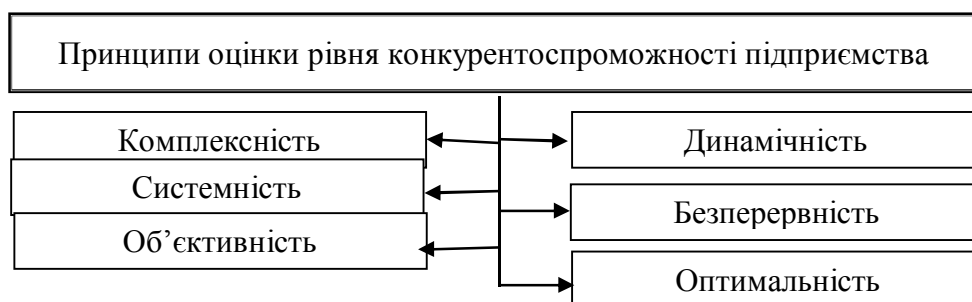 Принципи оцінки рівня конкурентоспроможності підприємства
Комплексність
Системність
Об’єктивність
Динамічність
Безперервність
Оптимальність